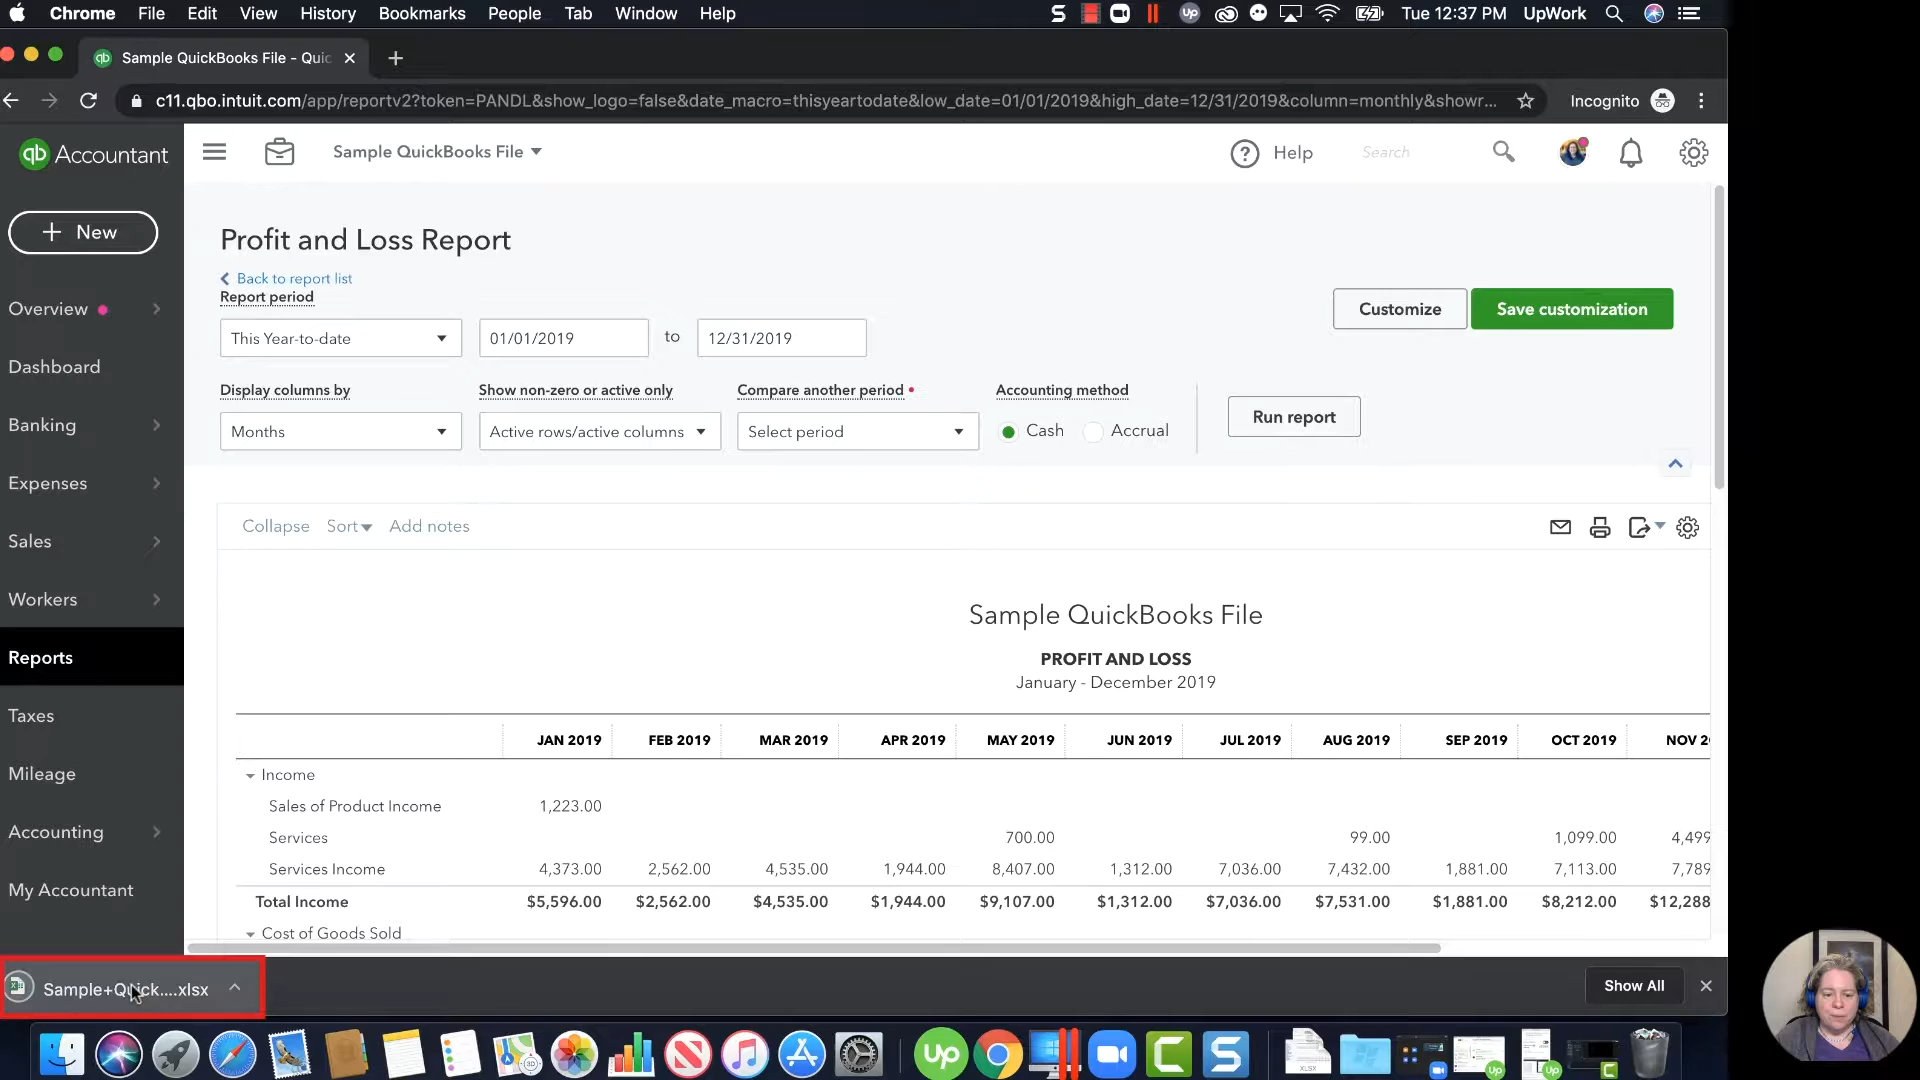 Chrome File Edit View History Bookmarks People Tab Window Help
Tue 12:37 PM UpWork
Sample QuickBooks File - Quic
c11.qbo.intuit.com/app/reportv2?token=PANDL&show_logo=false&date_macro=thisyeartodate&low_date=01/01/2019&high_date=12/31/2019&column=monthly&showr...
Incognito
qb Accountant
Sample QuickBooks File
Help
Search
+ New
Overview
Dashboard
Banking
Expenses
Sales
Workers
Reports
Taxes
Mileage
Accounting
My Accountant
Profit and Loss Report
Back to report list
Report period
This Year-to-date
01/01/2019 to 12/31/2019
Customize
Save customization
Display columns by
Show non-zero or active only
Compare another period
Accounting method
Months
Active rows/active columns
Select period
Cash
Accrual
Run report
Collapse Sort Add notes
Sample QuickBooks File
PROFIT AND LOSS
January - December 2019
JAN 2019 FEB 2019 MAR 2019 APR 2019 MAY 2019 JUN 2019 JUL 2019 AUG 2019 SEP 2019 OCT 2019 NOV 2
Income
Sales of Product Income 1,223.00
Services 700.00 99.00 1,099.00 4,499
Services Income 4,373.00 2,562.00 4,535.00 1,944.00 8,407.00 1,312.00 7,036.00 7,432.00 1,881.00 7,113.00 7,789
Total Income $5,596.00 $2,562.00 $4,535.00 $1,944.00 $9,107.00 $1,312.00 $7,036.00 $7,531.00 $1,881.00 $8,212.00 $12,288
Cost of Goods Sold
Sample+Quick....xlsx
Show All